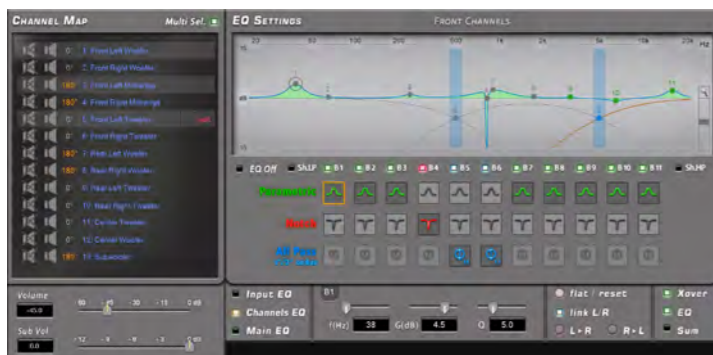 CHANNEL MAP
Multi Sel.
0° 1. Front Left Woofer
0° 2. Front Right Woofer
180° 3. Front Left Midrange
180° 4. Front Right Midrange
0° 5. Front Left Tweeter
0° 6. Front Right Tweeter
180° 7. Rear Left Woofer
180° 8. Rear Right Woofer
0° 9. Rear Left Tweeter
0° 10. Rear Right Tweeter
0° 11. Center Tweeter
0° 12. Center Woofer
180° 13. Subwoofer
Volume
-60 -45 -30 -15 0 dB
-45.0
Sub Vol
-12 -9 -6 -3 0 dB
0.0
EQ SETTINGS
FRONT CHANNELS
20 50 100 200 500 1k 2k 5k 10k 20k Hz
dB
EQ Off Sh.LP B1 B2 B3 B4 B5 B6 B7 B8 B9 B10 B11 Sh.HP
Parametric
Notch
All Pass
Input EQ
Channels EQ
Main EQ
B1
f(Hz) 38 G(dB) 4.5 Q 5.0
flat / reset
link L/R
L>R R>L
Xover
EQ
Sum